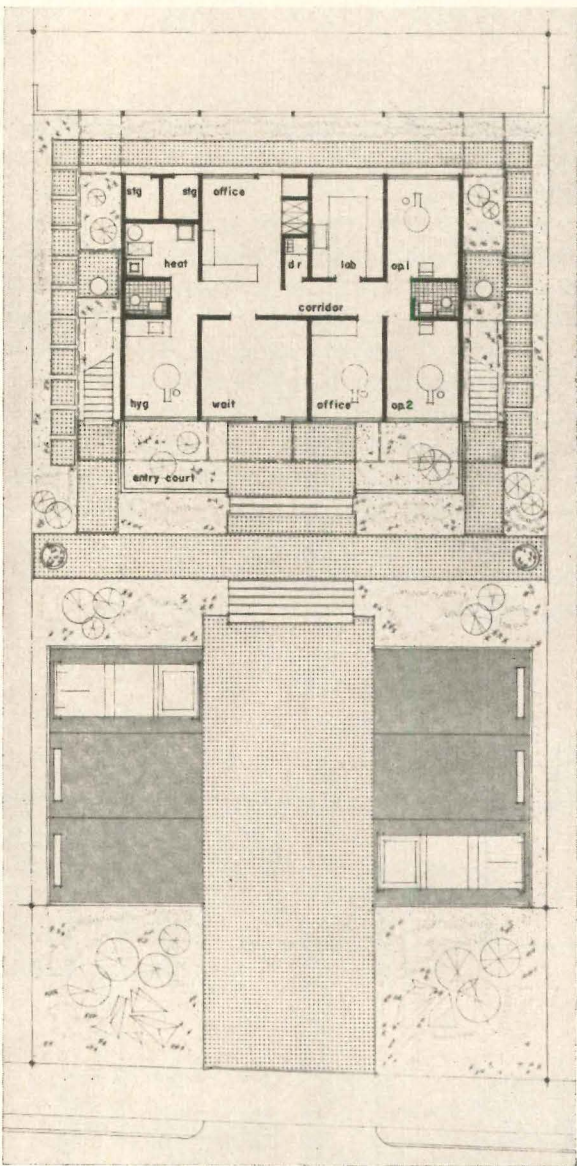 stg stg office
heat dr lab op.1
corridor
hyg wait office op.2
entry court